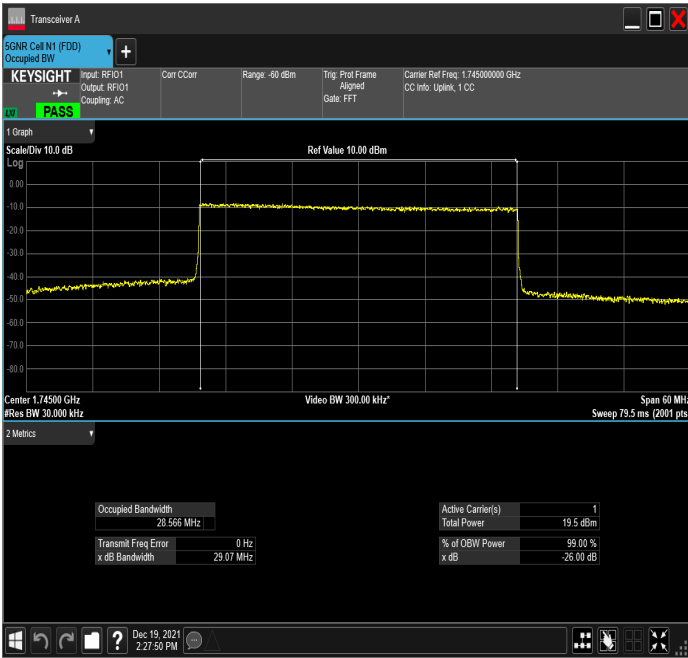 Transceiver A
5GNR Cell N1 (FDD)
Occupied BW
+
KEYSIGHT
Input: RFIO1
Output: RFIO1
Coupling: AC
Corr CCorr
Range: -60 dBm
Trig: Prot Frame
Aligned
Gate: FFT
Carrier Ref Freq: 1.745000000 GHz
CC Info: Uplink, 1 CC
LXI
PASS
1 Graph
Scale/Div 10.0 dB
Ref Value 10.00 dBm
Log
0.00
-10.0
-20.0
-30.0
-40.0
-50.0
-60.0
-70.0
-80.0
Center 1.74500 GHz
Video BW 300.00 kHz*
Span 60 MHz
#Res BW 30.000 kHz
Sweep 79.5 ms (2001 pts
2 Metrics
Occupied Bandwidth
28.566 MHz
Active Carrier(s) 1
Total Power 19.5 dBm
Transmit Freq Error 0 Hz
x dB Bandwidth 29.07 MHz
% of OBW Power 99.00 %
x dB -26.00 dB
?
Dec 19, 2021
2:27:50 PM